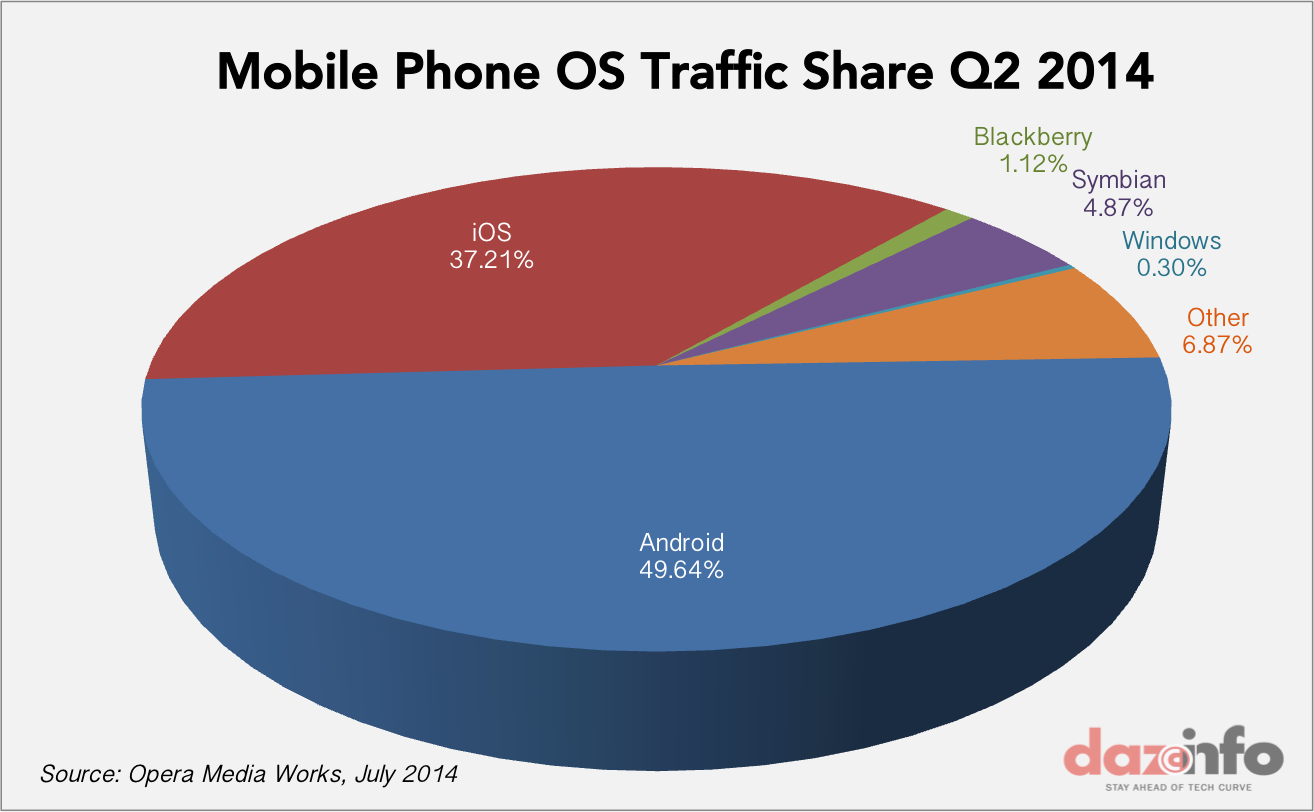 Mobile Phone OS Traffic Share Q2 2014
Blackberry
1.12%
Symbian
4.87%
iOS
37.21%
Windows
0.30%
Other
6.87%
Android
49.64%
Source: Opera Media Works, July 2014
dazeinfo
STAY AHEAD OF TECH CURVE